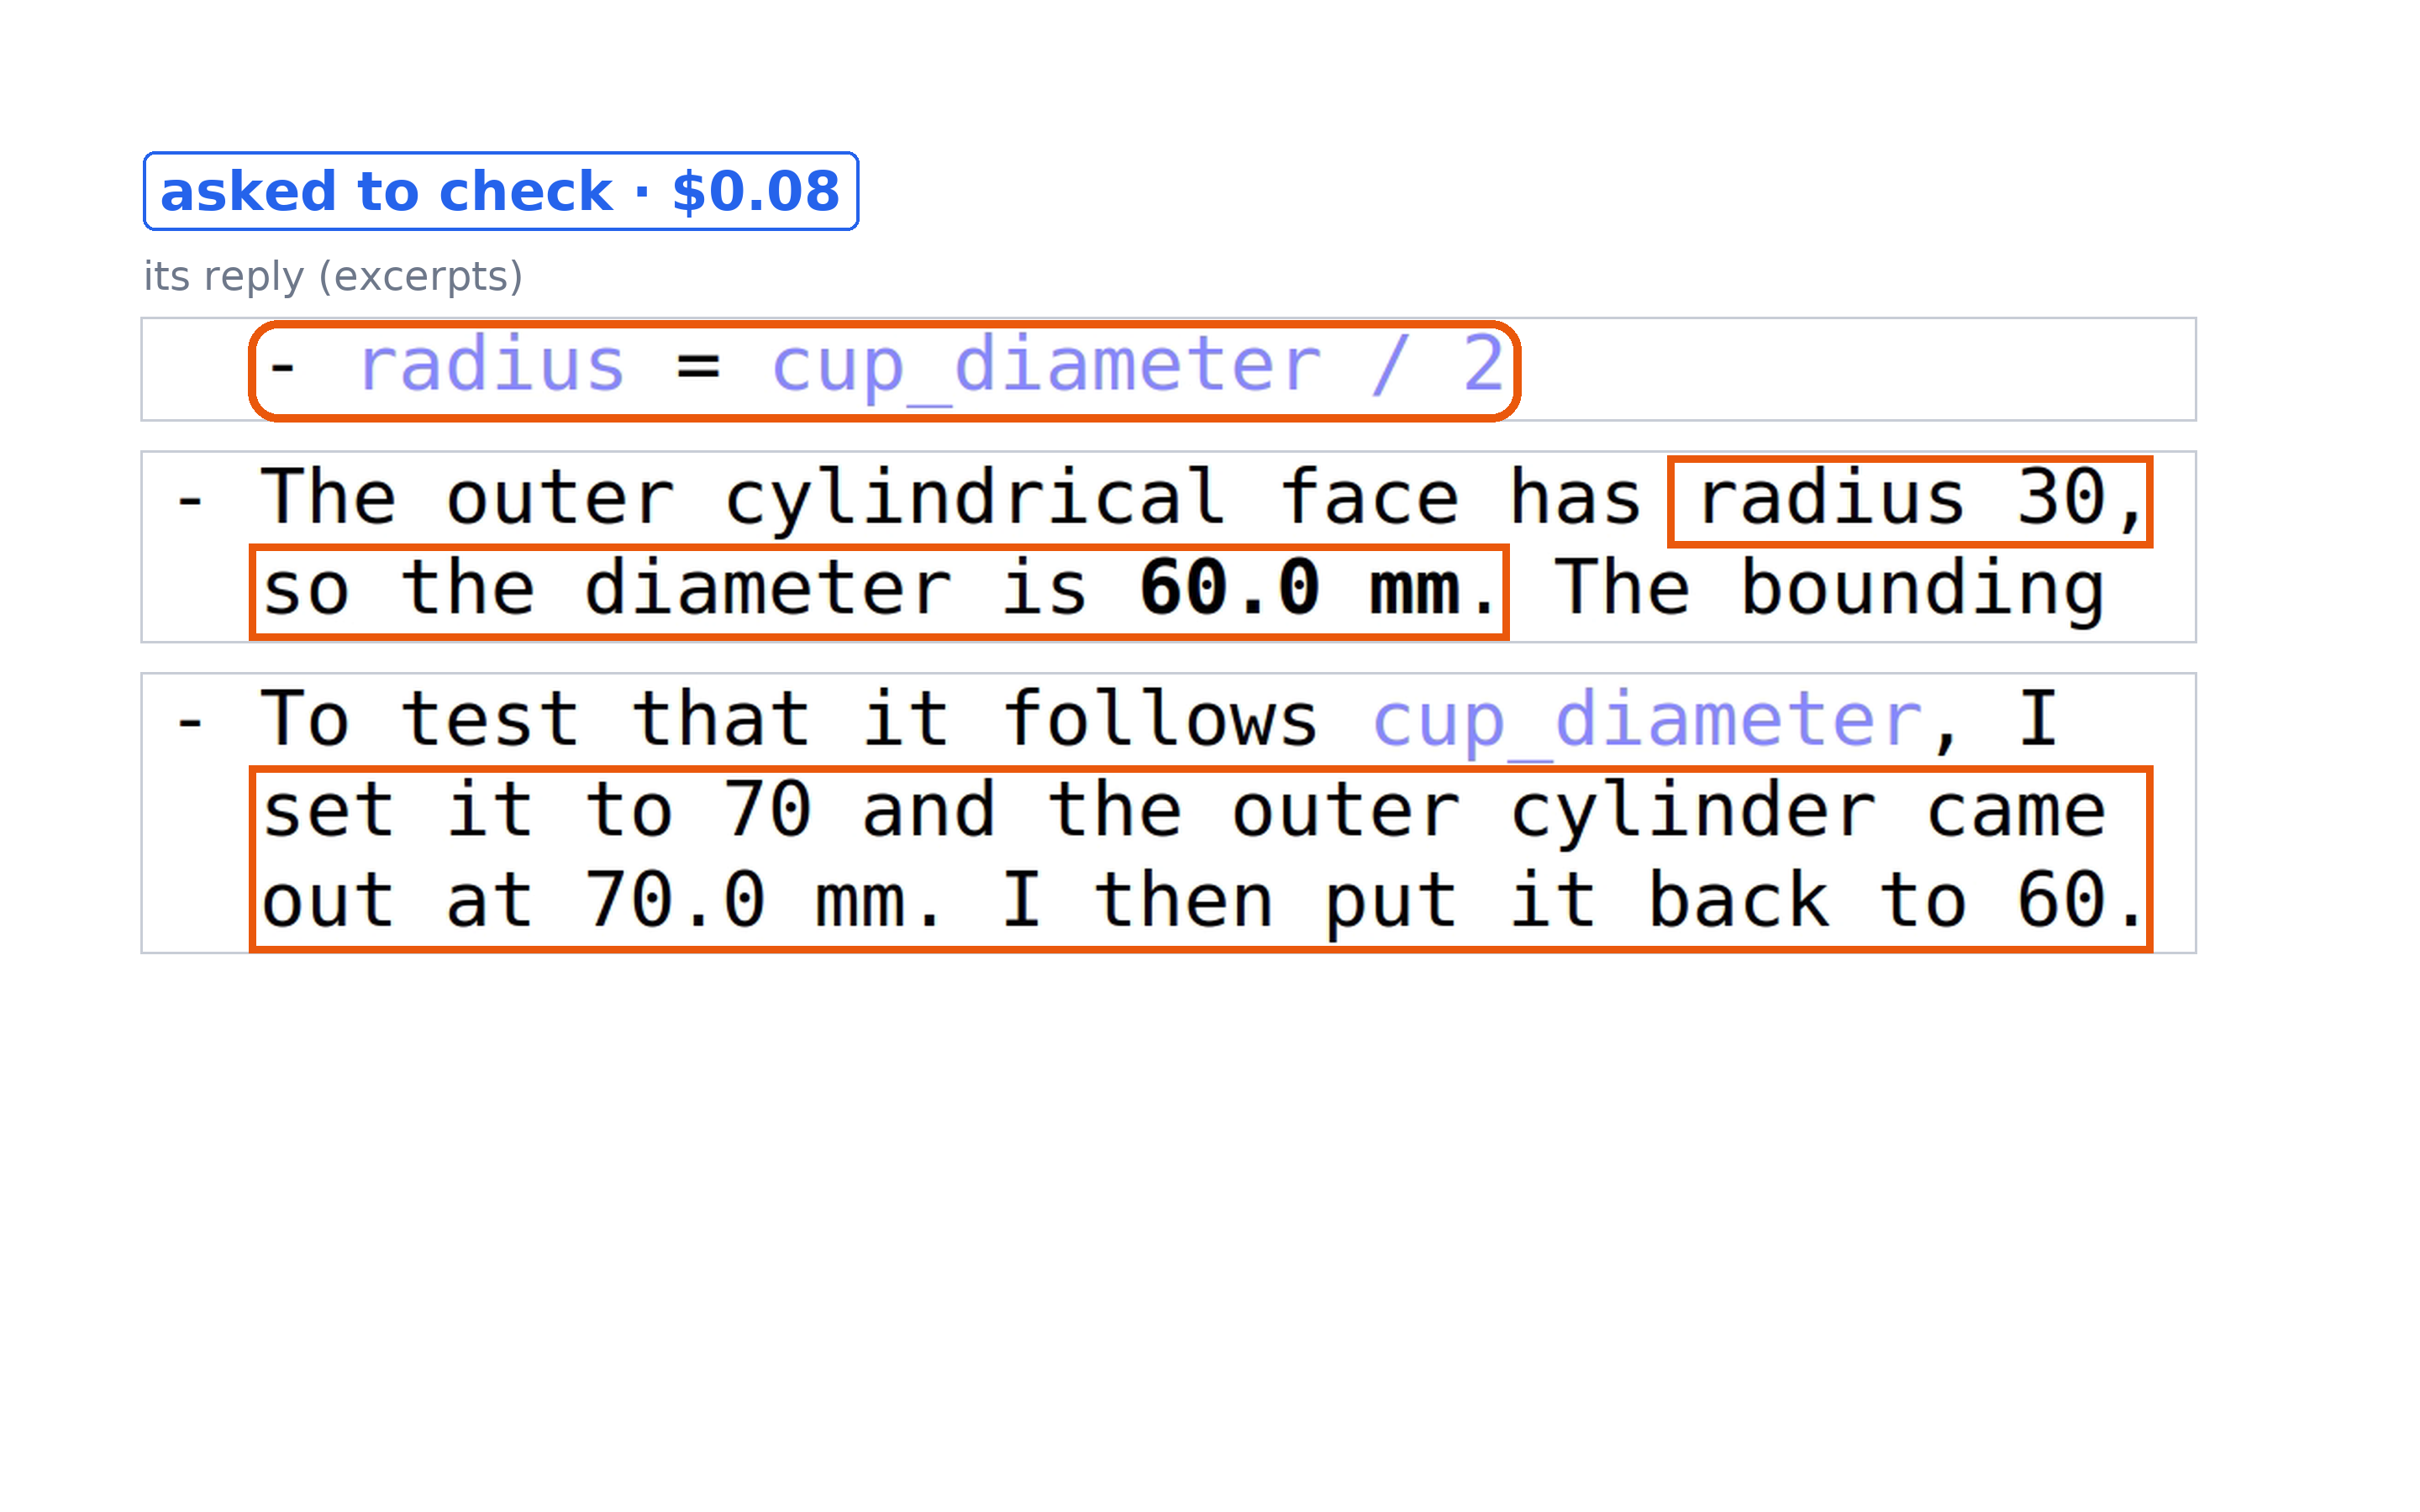 asked to check · $0.08
its reply (excerpts)
- radius = cup_diameter / 2
- The outer cylindrical face has radius 30,
so the diameter is 60.0 mm. The bounding
- To test that it follows cup_diameter, I
set it to 70 and the outer cylinder came
out at 70.0 mm. I then put it back to 60.